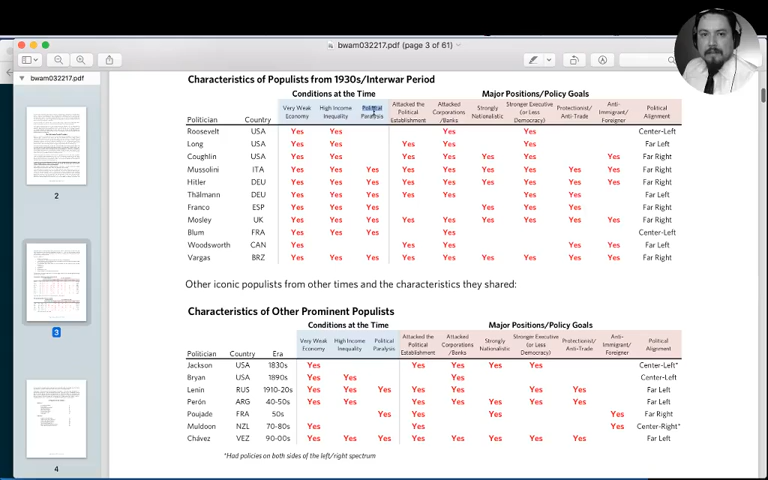 bwam032217.pdf (page 3 of 61)
bwam032217.pdf
2
3
4
Characteristics of Populists from 1930s/Interwar Period
Conditions at the Time Major Positions/Policy Goals
Politician Country Very Weak Economy High Income Inequality Political Paralysis Attacked the Political Establishment Attacked Corporations /Banks Strongly Nationalistic Stronger Executive (or Less Democracy) Protectionist/ Anti-Trade Anti-Immigrant/ Foreigner Political Alignment
Roosevelt USA Yes Yes Yes Yes Center-Left
Long USA Yes Yes Yes Yes Yes Far Left
Coughlin USA Yes Yes Yes Yes Yes Yes Far Right
Mussolini ITA Yes Yes Yes Yes Yes Yes Yes Yes Yes Far Right
Hitler DEU Yes Yes Yes Yes Yes Yes Yes Yes Yes Far Right
Thälmann DEU Yes Yes Yes Yes Yes Yes Yes Far Left
Franco ESP Yes Yes Yes Yes Yes Far Right
Mosley UK Yes Yes Yes Yes Yes Yes Yes Yes Yes Far Right
Blum FRA Yes Yes Yes Yes Center-Left
Woodsworth CAN Yes Yes Yes Yes Yes Far Left
Vargas BRZ Yes Yes Yes Yes Yes Yes Yes Yes Yes Far Right
Other iconic populists from other times and the characteristics they shared:
Characteristics of Other Prominent Populists
Conditions at the Time Major Positions/Policy Goals
Politician Country Era Very Weak Economy High Income Inequality Political Paralysis Attacked the Political Establishment Attacked Corporations /Banks Strongly Nationalistic Stronger Executive (or Less Democracy) Protectionist/ Anti-Trade Anti-Immigrant/ Foreigner Political Alignment
Jackson USA 1830s Yes Yes Yes Yes Yes Center-Left*
Bryan USA 1890s Yes Yes Yes Center-Left
Lenin RUS 1910-20s Yes Yes Yes Yes Yes Yes Yes Far Left
Perón ARG 40-50s Yes Yes Yes Yes Yes Yes Yes Far Left
Poujade FRA 50s Yes Yes Yes Yes Far Right
Muldoon NZL 70-80s Yes Yes Yes Center-Right*
Chávez VEZ 90-00s Yes Yes Yes Yes Yes Yes Yes Yes Far Left
*Had policies on both sides of the left/right spectrum